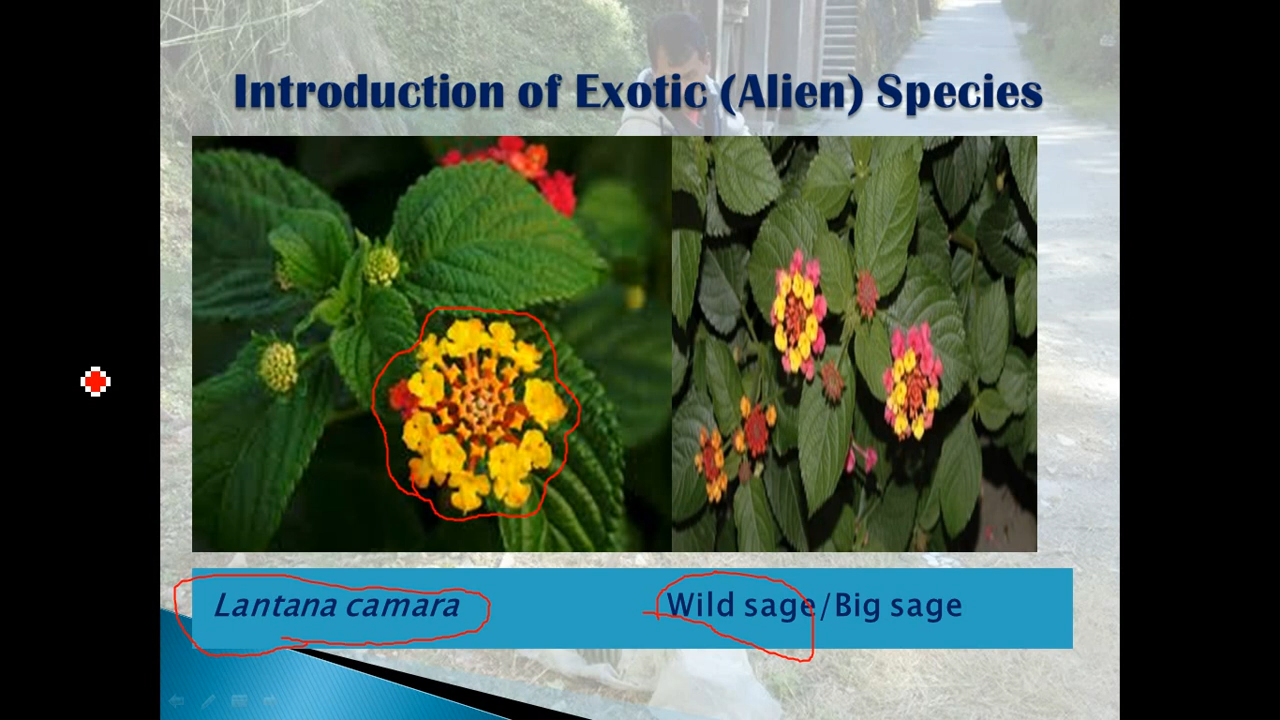 Introduction of Exotic (Alien) Species
Lantana camara Wild sage/Big sage